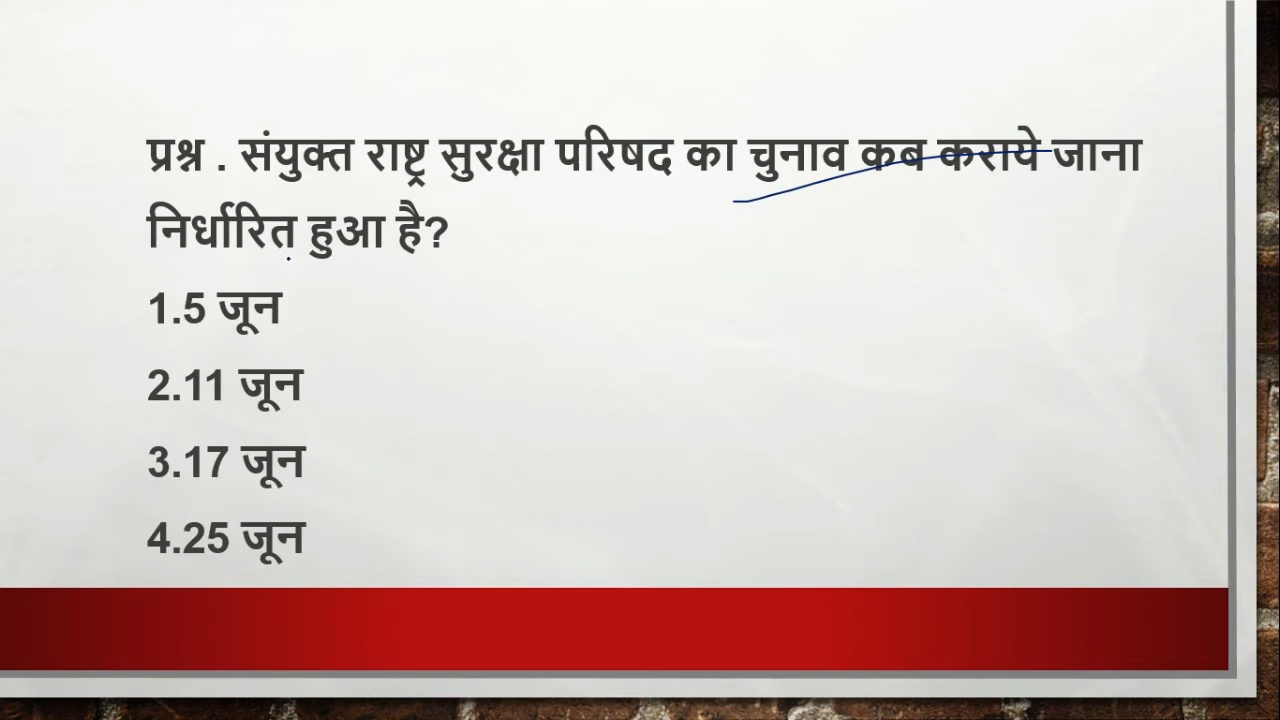 प्रश्न . संयुक्त राष्ट्र सुरक्षा परिषद का चुनाव कब कराये जाना
निर्धारित हुआ है?
1.5 जून
2.11 जून
3.17 जून
4.25 जून